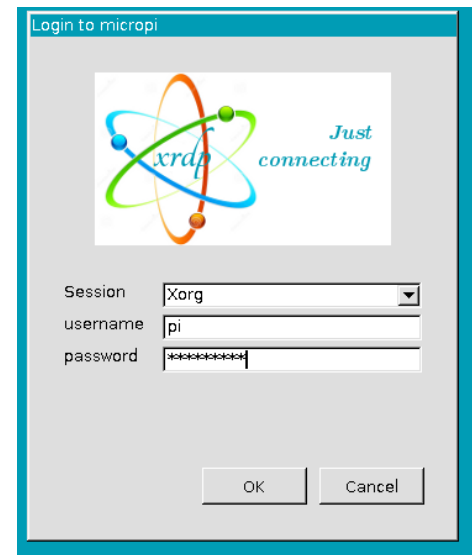 Login to micropi
Just
xrdp connecting
Session Xorg
username pi
password **********
OK Cancel